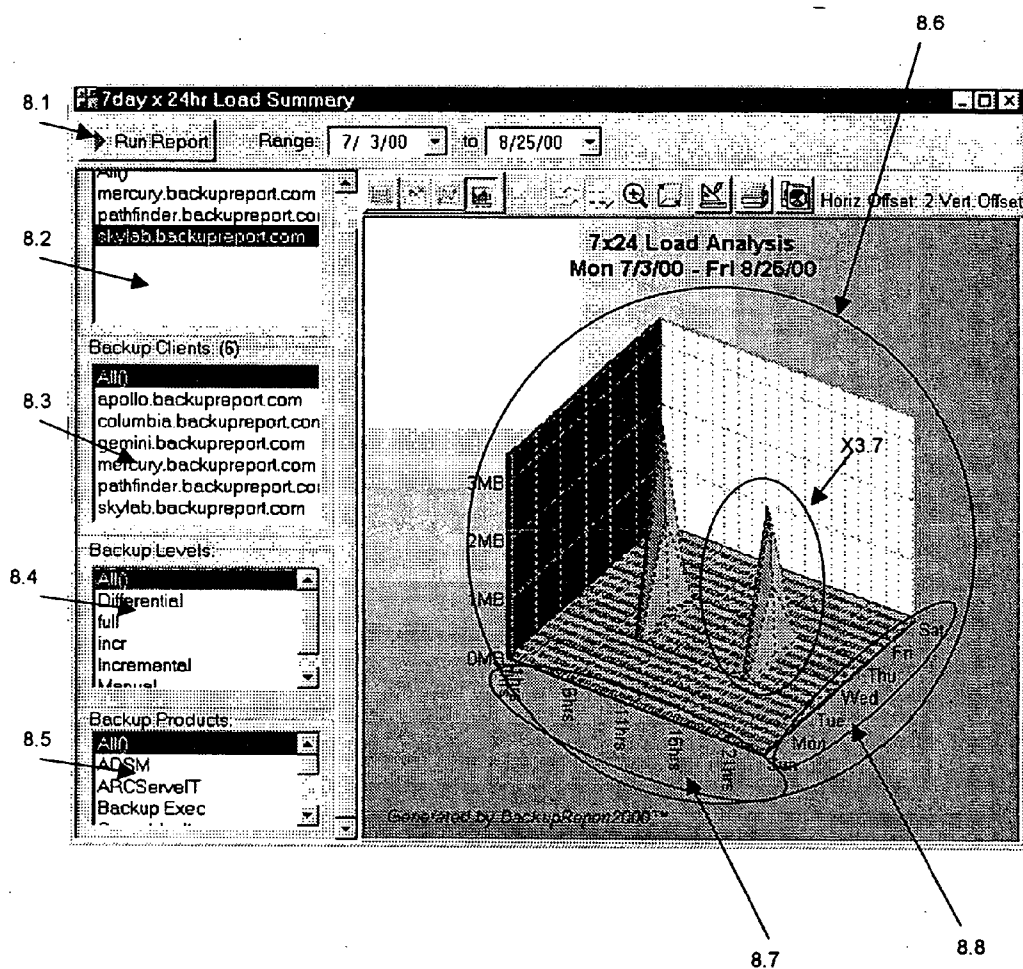 8.6
7day x 24hr Load Summary
8.1
Run Report
Range: 7/ 3/00 to 8/25/00
All()
mercury.backupreport.com
pathfinder.backupreport.co
skylab.backupreport.com
Horiz. Offset: 2 Vert. Offset
8.2
7x24 Load Analysis
Mon 7/3/00 - Fri 8/25/00
Backup Clients: (6)
All()
apollo.backupreport.com
columbia.backupreport.con
gemini.backupreport.com
mercury.backupreport.com
pathfinder.backupreport.co
skylab.backupreport.com
8.3
X3.7
3MB
2MB
1MB
0MB
Backup Levels:
All()
Differential
full
incr
Incremental
Manual
8.4
Sat
Fri
Thu
Wed
Tue
Mon
Sun
16hrs
Backup Products:
All()
ADSM
ARCServeIT
Backup Exec
8.5
Generated by BackupReport2000™
8.7
8.8